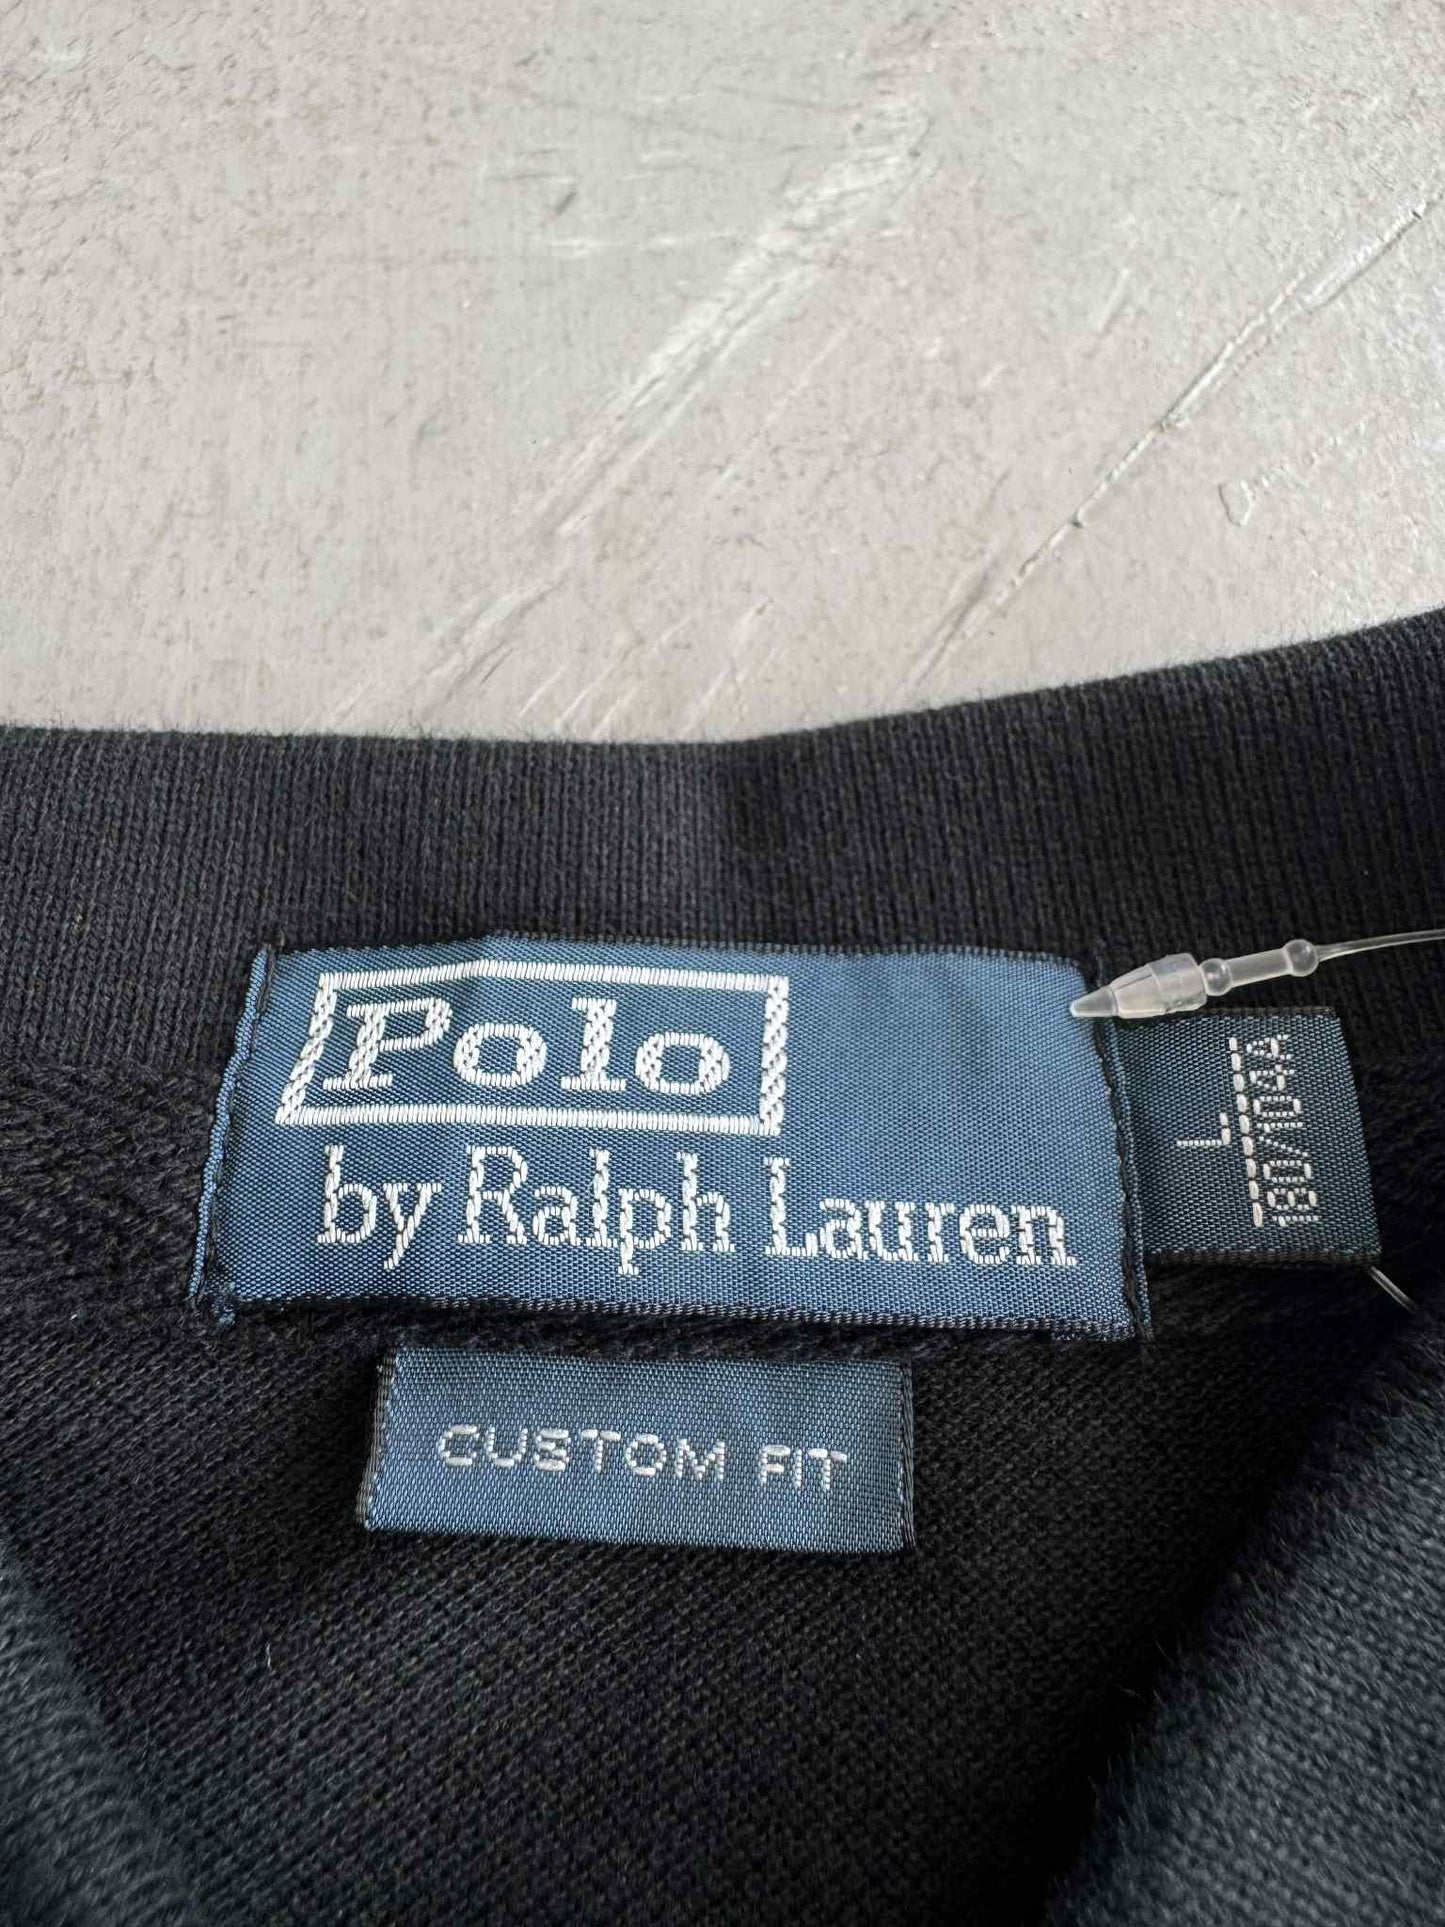 Polo
by Ralph Lauren
L
180/104A
CUSTOM FIT